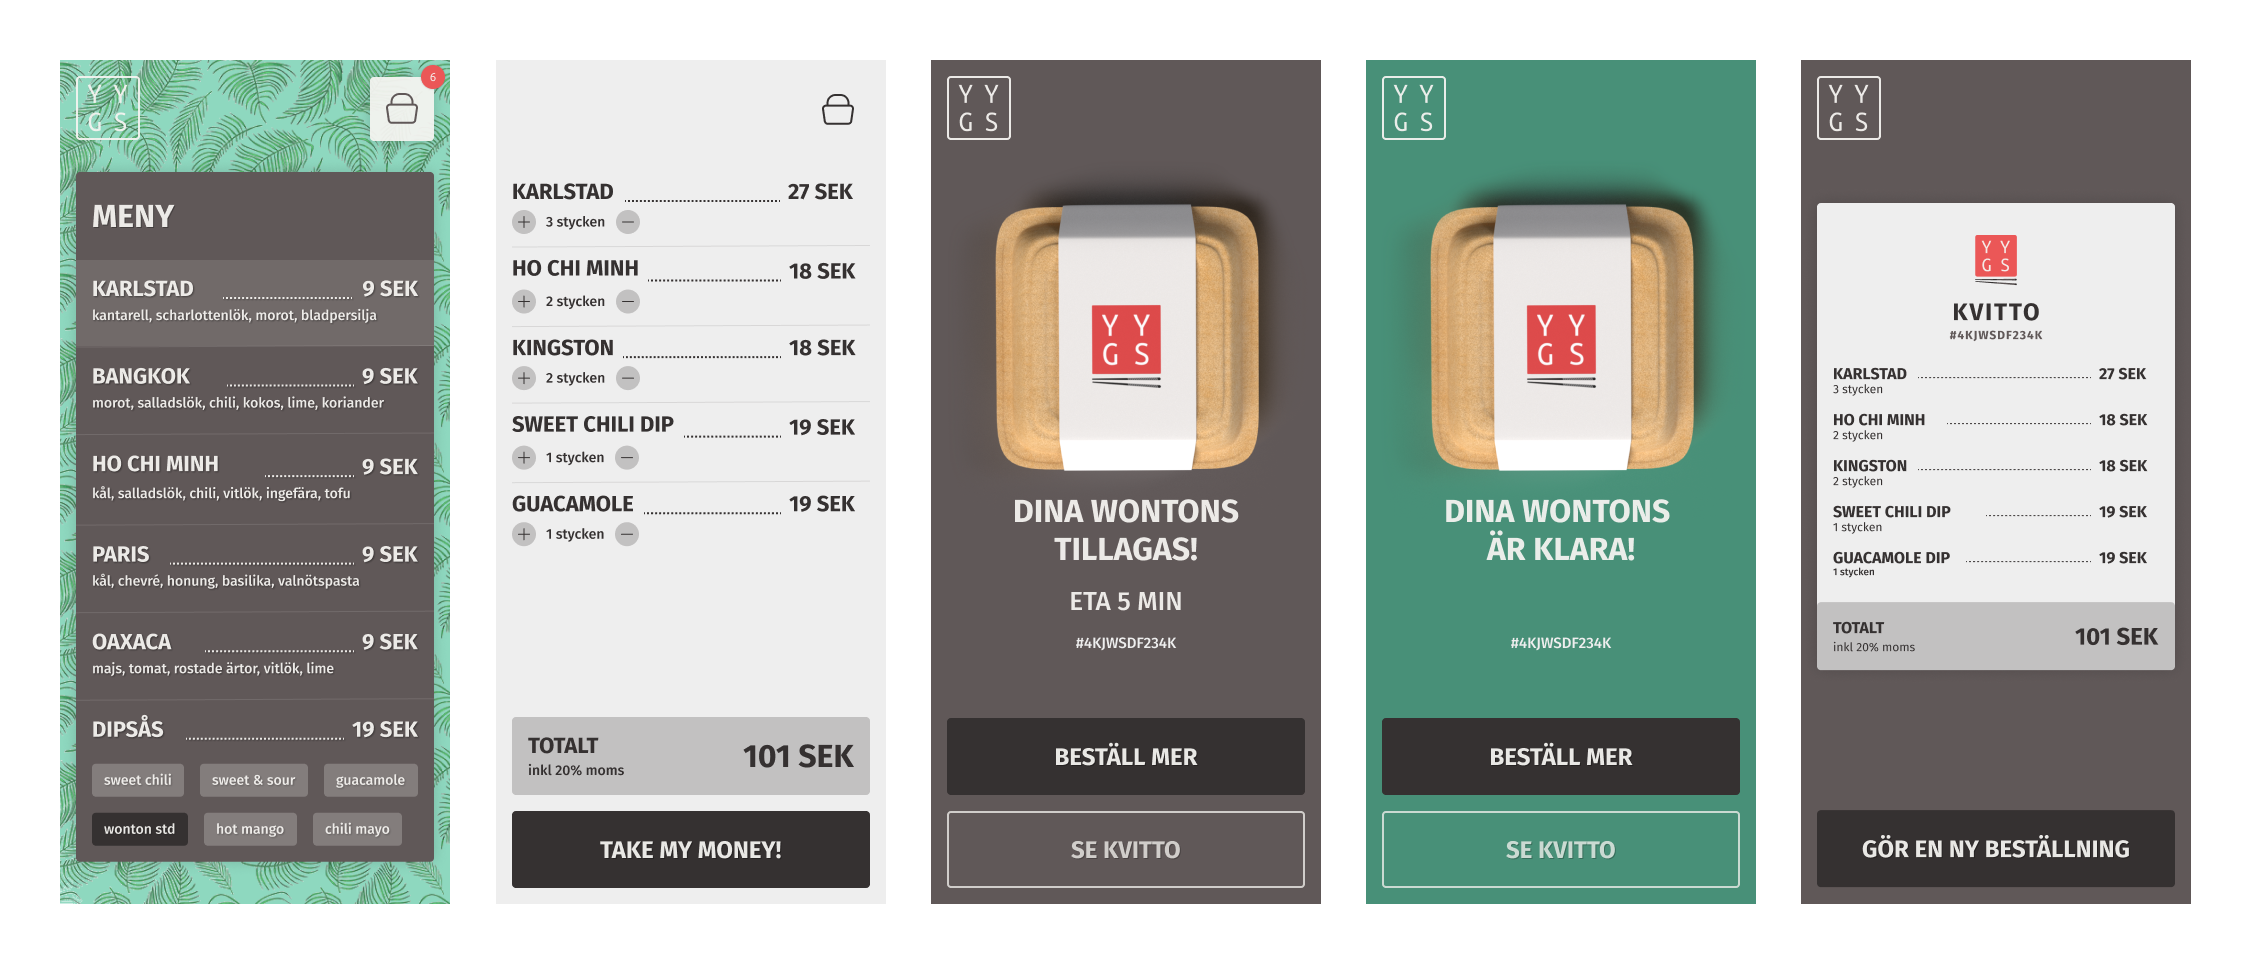 Y Y
G S
6
MENY
KARLSTAD 9 SEK
kantarell, scharlottenlök, morot, bladpersilja
BANGKOK 9 SEK
morot, salladslök, chili, kokos, lime, koriander
HO CHI MINH 9 SEK
kål, salladslök, chili, vitlök, ingefära, tofu
PARIS 9 SEK
kål, chevré, honung, basilika, valnötspasta
OAXACA 9 SEK
majs, tomat, rostade ärtor, vitlök, lime
DIPSÅS 19 SEK
sweet chili sweet & sour guacamole
wonton std hot mango chili mayo
KARLSTAD 27 SEK
3 stycken
HO CHI MINH 18 SEK
2 stycken
KINGSTON 18 SEK
2 stycken
SWEET CHILI DIP 19 SEK
1 stycken
GUACAMOLE 19 SEK
1 stycken
TOTALT 101 SEK
inkl 20% moms
TAKE MY MONEY!
Y Y
G S
Y Y
G S
DINA WONTONS
TILLAGAS!
ETA 5 MIN
#4KJWSDF234K
BESTÄLL MER
SE KVITTO
Y Y
G S
Y Y
G S
DINA WONTONS
ÄR KLARA!
#4KJWSDF234K
BESTÄLL MER
SE KVITTO
Y Y
G S
Y Y
G S
KVITTO
#4KJWSDF234K
KARLSTAD 27 SEK
3 stycken
HO CHI MINH 18 SEK
2 stycken
KINGSTON 18 SEK
2 stycken
SWEET CHILI DIP 19 SEK
1 stycken
GUACAMOLE DIP 19 SEK
1 stycken
TOTALT 101 SEK
inkl 20% moms
GÖR EN NY BESTÄLLNING